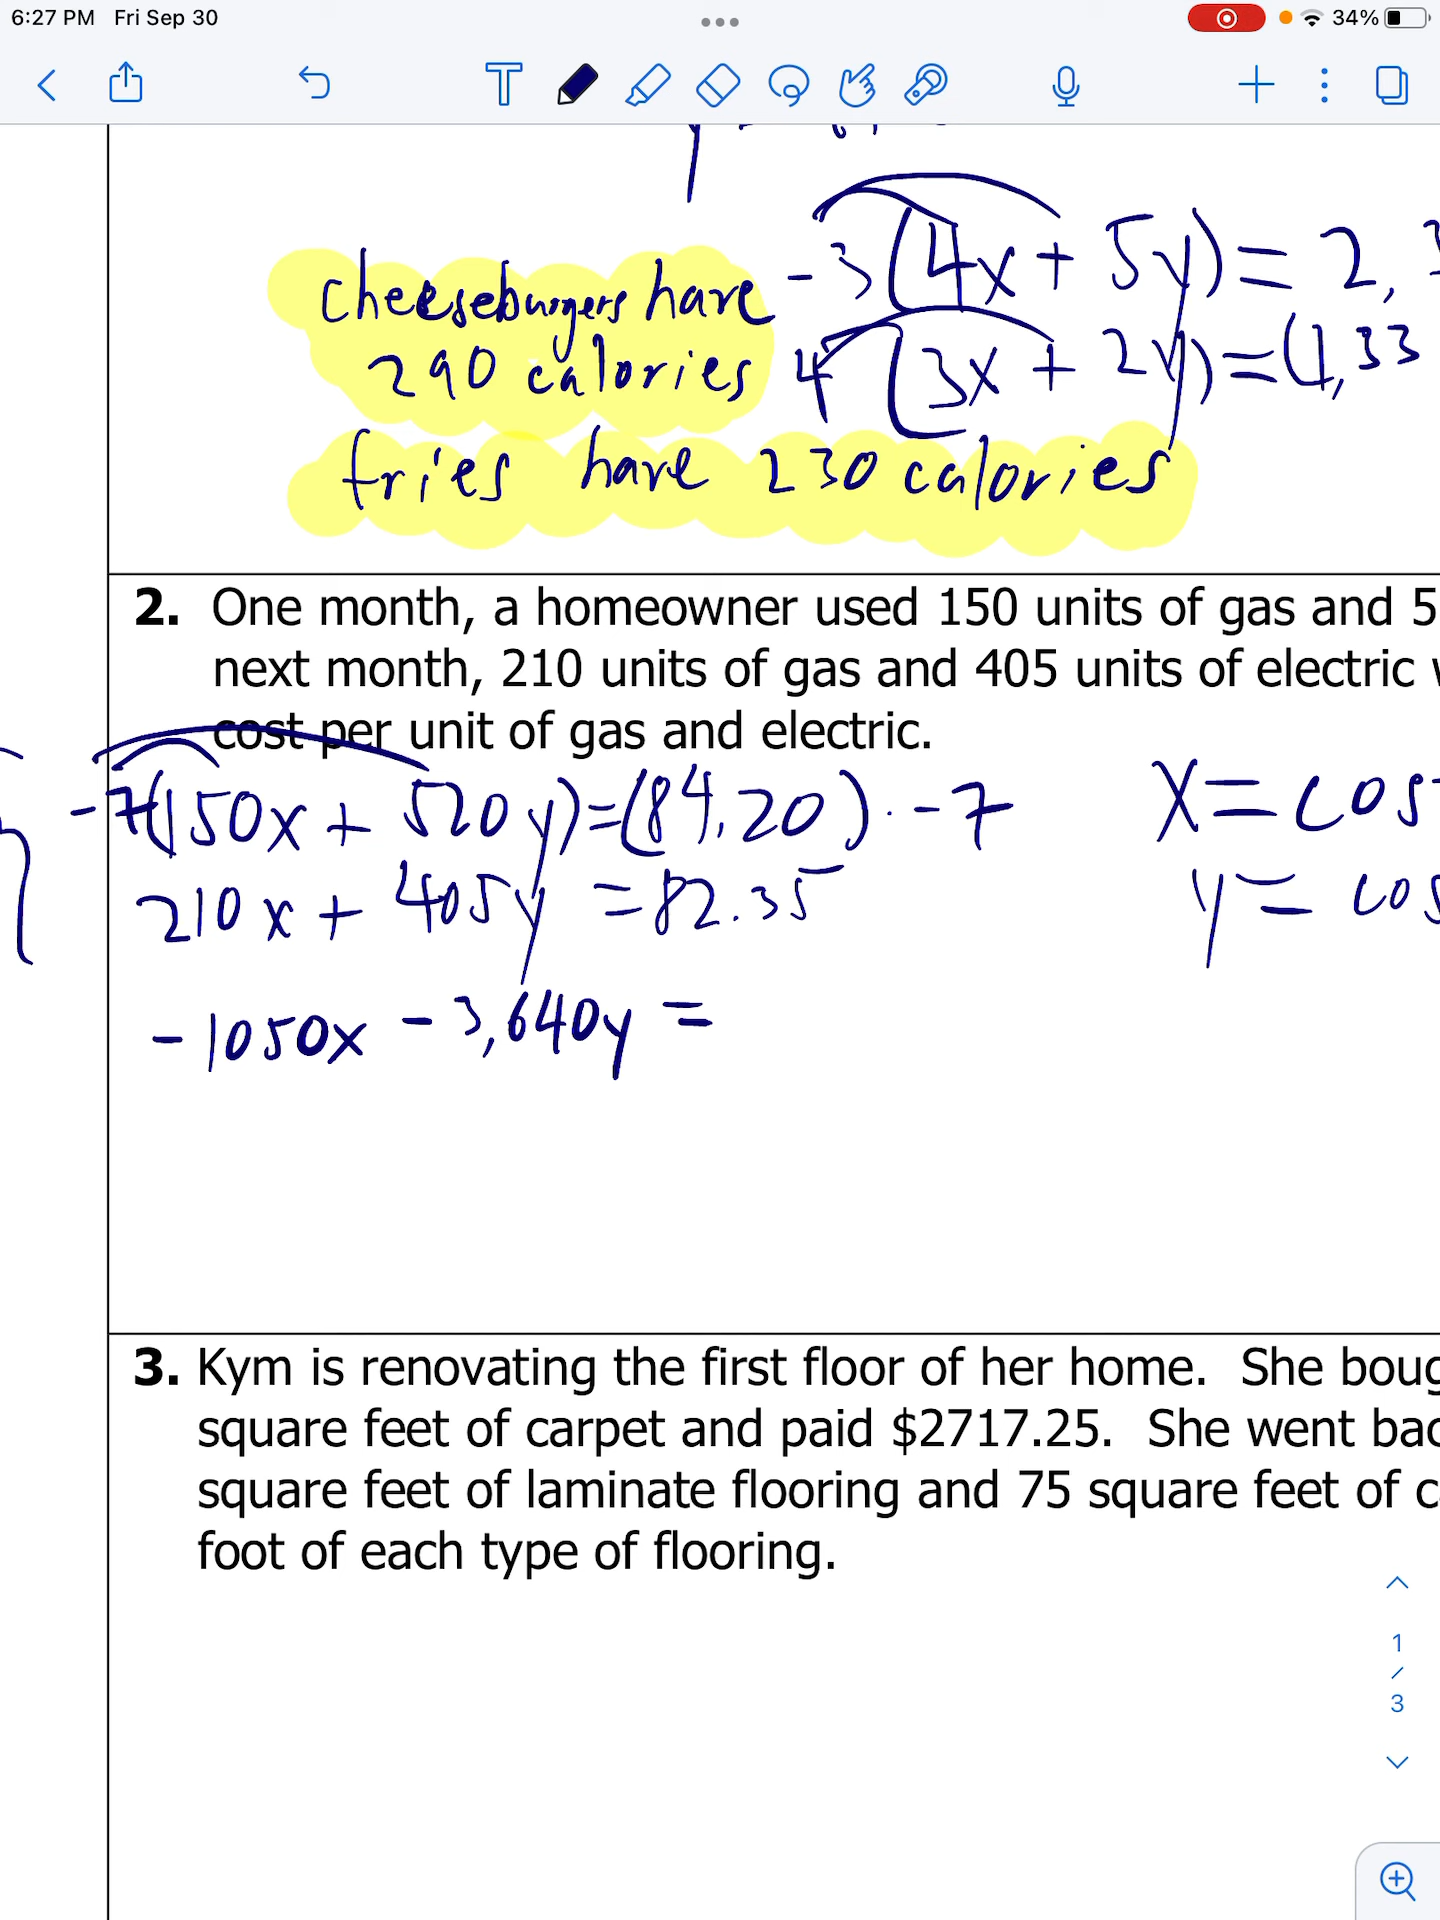 6:27 PM Fri Sep 30
34%
T
-3(4x + 5y) = 2,
cheeseburgers have
290 calories
4(3x + 2y) = (1,33
fries have 230 calories
2. One month, a homeowner used 150 units of gas and 5
next month, 210 units of gas and 405 units of electric
cost per unit of gas and electric.
-7(150x + 520y) = (84.20) · -7
x = cos
210x + 405y = 82.35
y = cos
-1050x - 3,640y =
3. Kym is renovating the first floor of her home. She boug
square feet of carpet and paid $2717.25. She went bac
square feet of laminate flooring and 75 square feet of c
foot of each type of flooring.
1
/
3